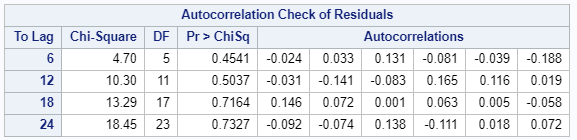 Autocorrelation Check of Residuals
To Lag Chi-Square DF Pr > ChiSq Autocorrelations
6 4.70 5 0.4541 -0.024 0.033 0.131 -0.081 -0.039 -0.188
12 10.30 11 0.5037 -0.031 -0.141 -0.083 0.165 0.116 0.019
18 13.29 17 0.7164 0.146 0.072 0.001 0.063 0.005 -0.058
24 18.45 23 0.7327 -0.092 -0.074 0.138 -0.111 0.018 0.072